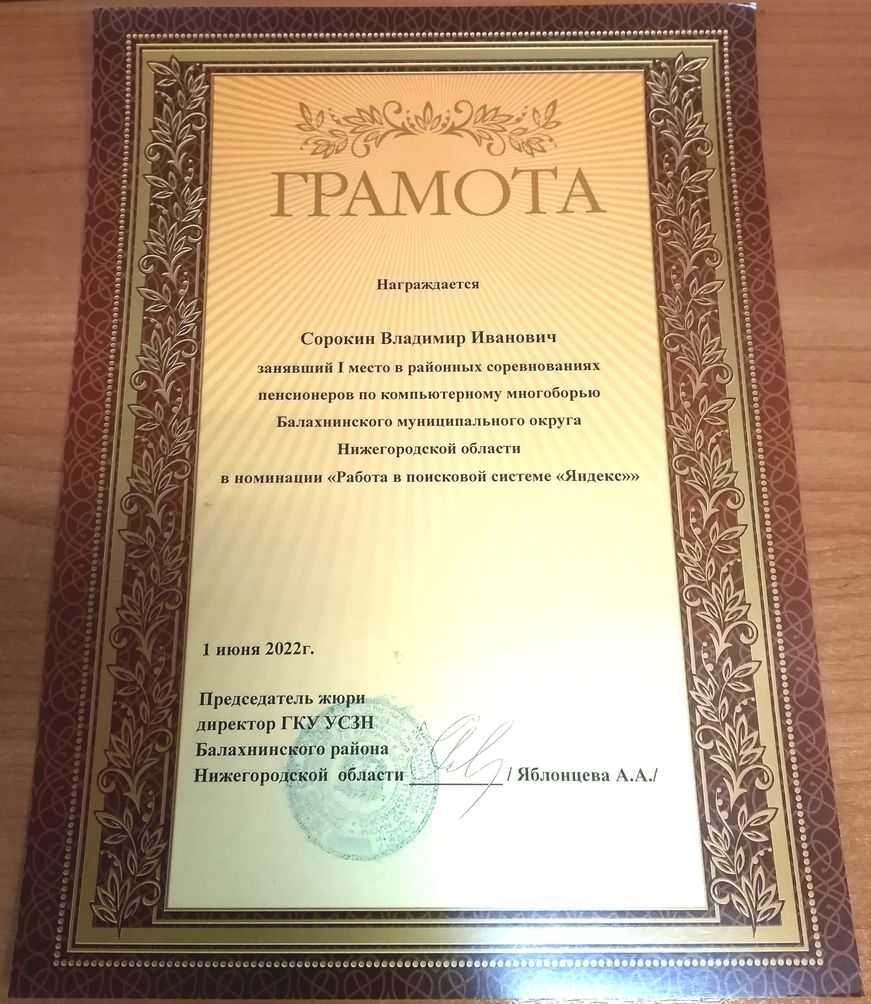 ГРАМОТА
Награждается
Сорокин Владимир Иванович
занявший I место в районных соревнованиях
пенсионеров по компьютерному многоборью
Балахнинского муниципального округа
Нижегородской области
в номинации «Работа в поисковой системе «Яндекс»»
1 июня 2022г.
Председатель жюри
директор ГКУ УСЗН
Балахнинского района
Нижегородской области __________ / Яблонцева А.А./